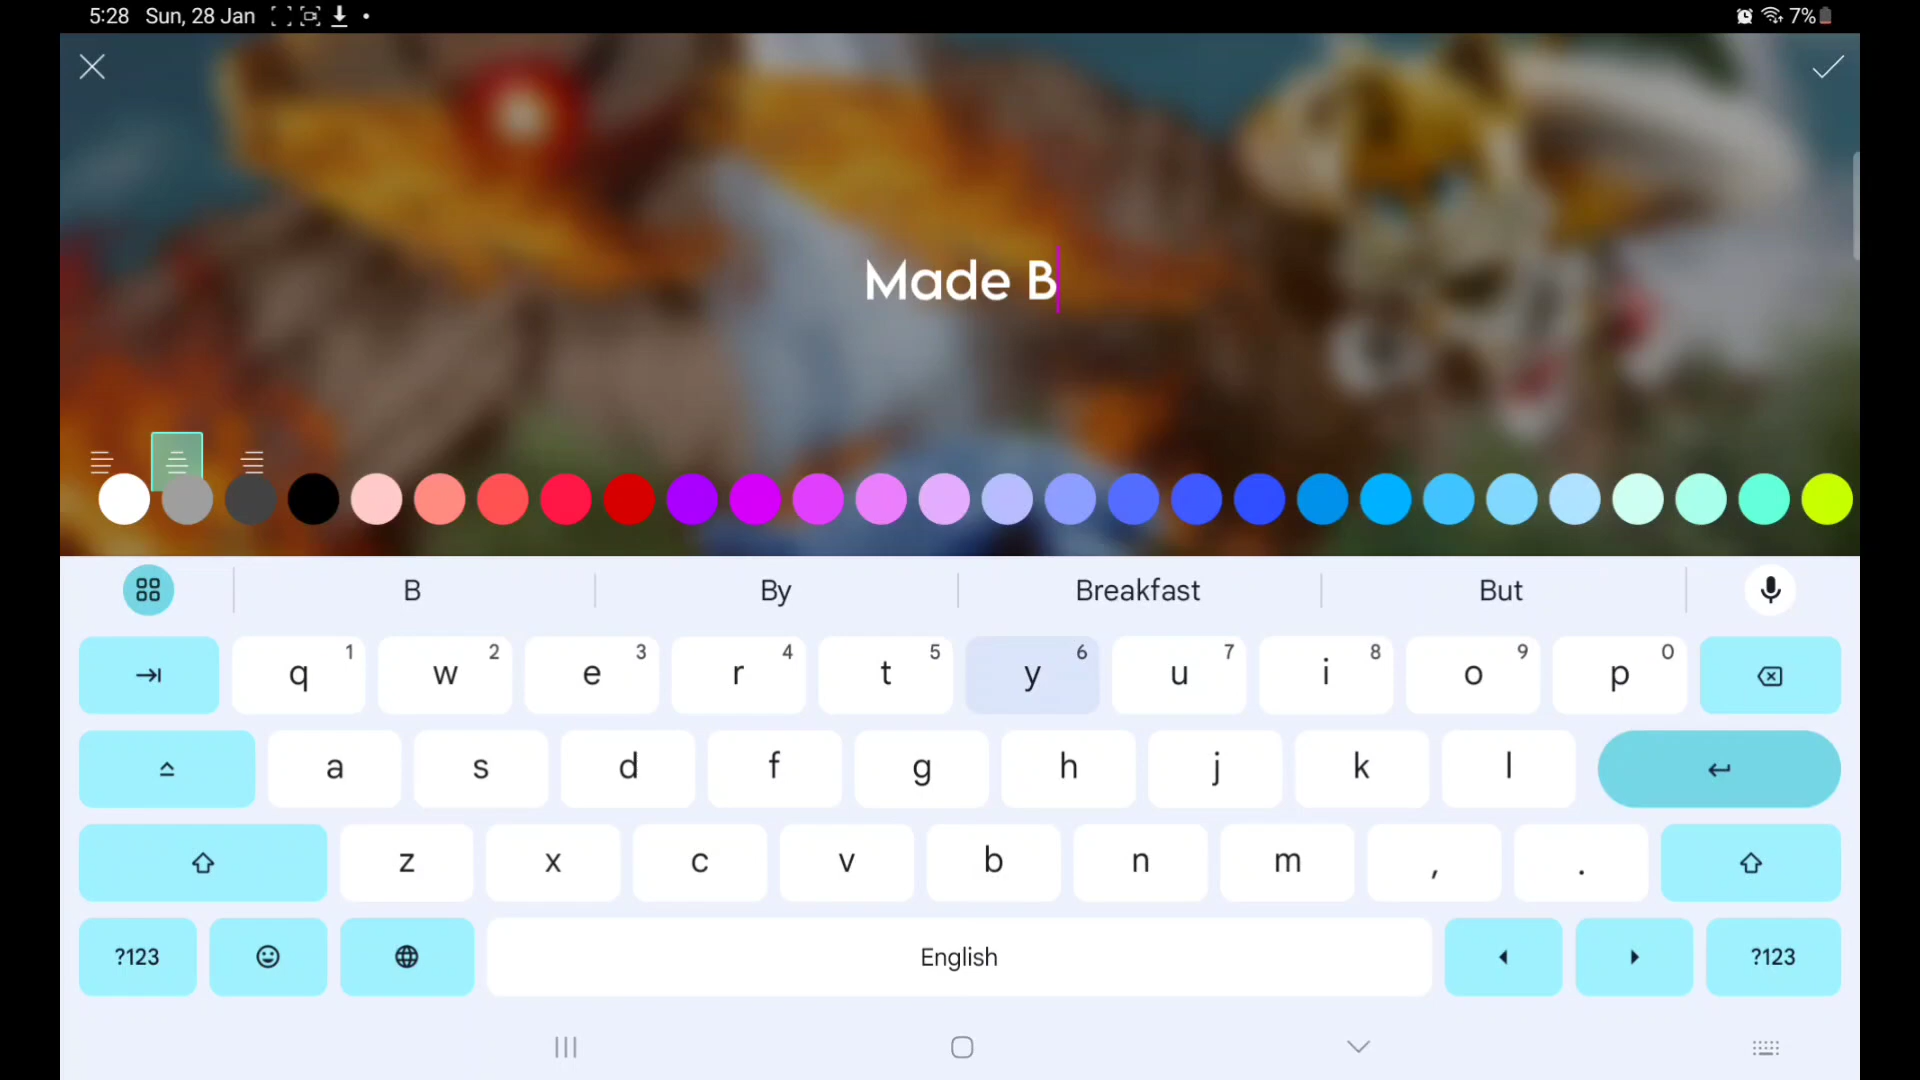 5:28 Sun, 28 Jan 7%
Made B
B By Breakfast But
q 1 w 2 e 3 r 4 t 5 y 6 u 7 i 8 o 9 p 0
a s d f g h j k l
z x c v b n m , .
?123 English ?123